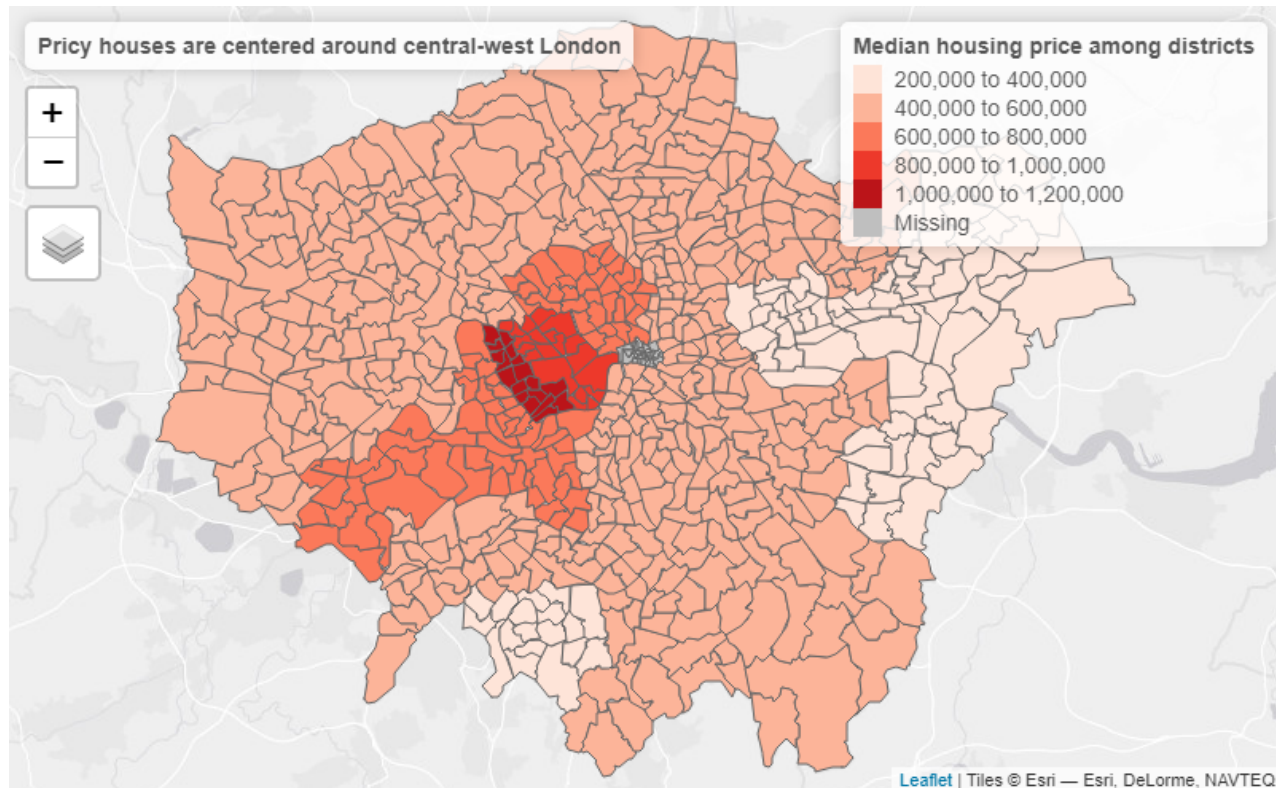 Pricy houses are centered around central-west London
+
−
Median housing price among districts
200,000 to 400,000
400,000 to 600,000
600,000 to 800,000
800,000 to 1,000,000
1,000,000 to 1,200,000
Missing
Leaflet | Tiles © Esri — Esri, DeLorme, NAVTEQ